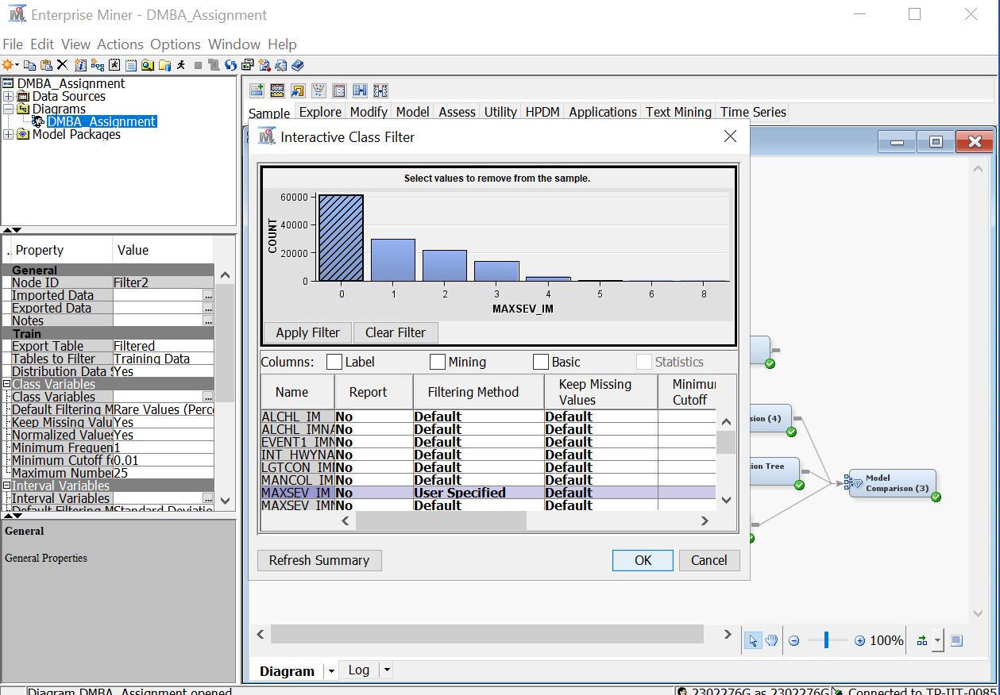 Enterprise Miner - DMBA_Assignment
File Edit View Actions Options Window Help
DMBA_Assignment
Data Sources
Diagrams
DMBA_Assignment
Model Packages
Sample Explore Modify Model Assess Utility HPDM Applications Text Mining Time Series
Interactive Class Filter
Select values to remove from the sample.
COUNT
60000
40000
20000
0
0 1 2 3 4 5 6 8
MAXSEV_IM
Apply Filter Clear Filter
Columns: Label Mining Basic Statistics
Name Report Filtering Method Keep Missing Values Minimum Cutoff
ALCHL_IM No Default Default
ALCHL_IMNA No Default Default
EVENT1_IMN No Default Default
INT_HWYNA No Default Default
LGTCON_IM No Default Default
MANCOL_IM No Default Default
MAXSEV_IM No User Specified Default
MAXSEV_IMN No Default Default
Refresh Summary OK Cancel
. Property Value
General
Node ID Filter2
Imported Data ...
Exported Data ...
Notes ...
Train
Export Table Filtered
Tables to Filter Training Data
Distribution Data Yes
Class Variables
Class Variables ...
Default Filtering M Rare Values (Perce
Keep Missing Valu Yes
Normalized Values Yes
Minimum Frequen 1
Minimum Cutoff fo 0.01
Maximum Number 25
Interval Variables
Interval Variables ...
Default Filtering M Standard Deviatio
General
General Properties
sion (4)
ion Tree
Model
Comparison (3)
100%
Diagram Log
Diagram DMBA_Assignment opened
2302276G as 2302276G Connected to TP-IIT-0085